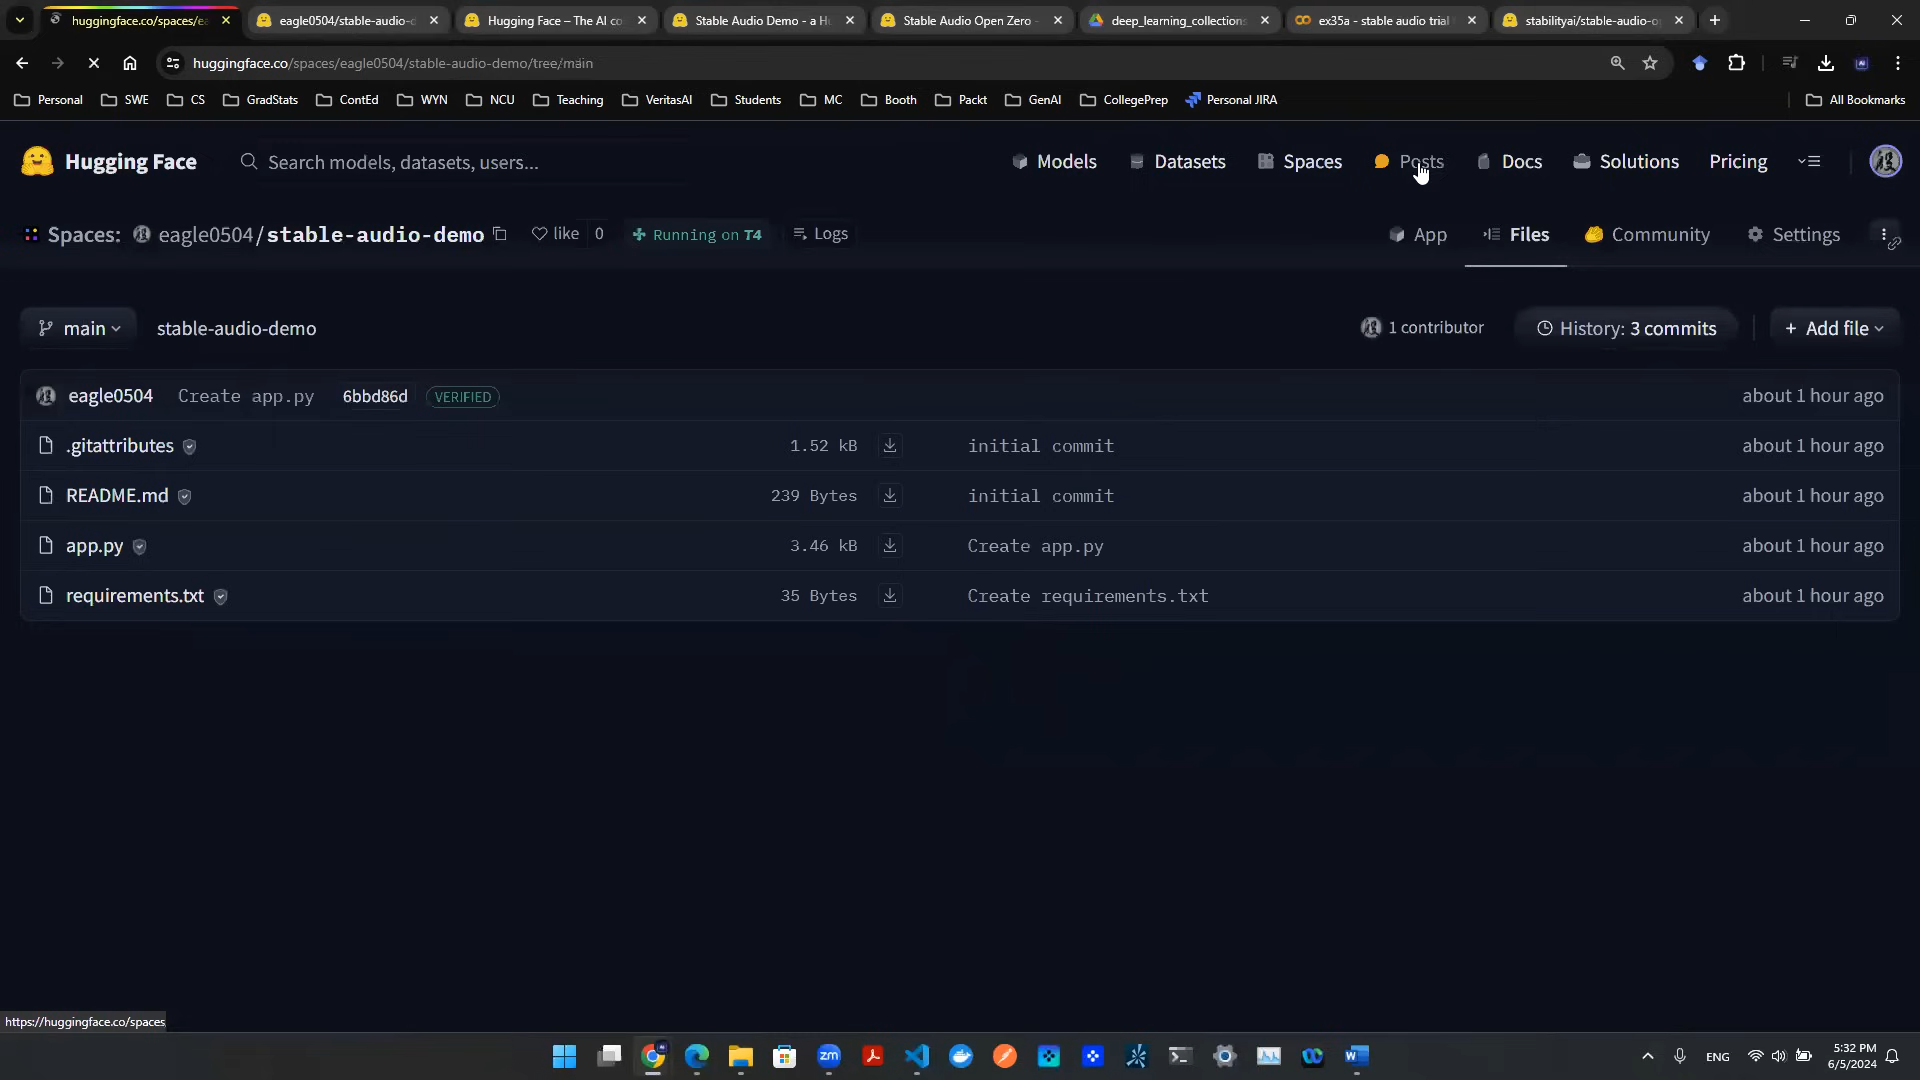 huggingface.co/spaces/ea
eagle0504/stable-audio-d
Hugging Face – The AI co
Stable Audio Demo - a Hu
Stable Audio Open Zero -
deep_learning_collections
ex35a - stable audio trial
stabilityai/stable-audio-op
huggingface.co/spaces/eagle0504/stable-audio-demo/tree/main
Personal SWE CS GradStats ContEd WYN NCU Teaching VeritasAI Students MC Booth Packt GenAI CollegePrep Personal JIRA All Bookmarks
Hugging Face Search models, datasets, users... Models Datasets Spaces Posts Docs Solutions Pricing
Spaces: eagle0504/stable-audio-demo like 0 Running on T4 Logs App Files Community Settings
main stable-audio-demo 1 contributor History: 3 commits + Add file
eagle0504 Create app.py 6bbd86d VERIFIED about 1 hour ago
.gitattributes 1.52 kB initial commit about 1 hour ago
README.md 239 Bytes initial commit about 1 hour ago
app.py 3.46 kB Create app.py about 1 hour ago
requirements.txt 35 Bytes Create requirements.txt about 1 hour ago
https://huggingface.co/spaces
zm
ENG
5:32 PM
6/5/2024